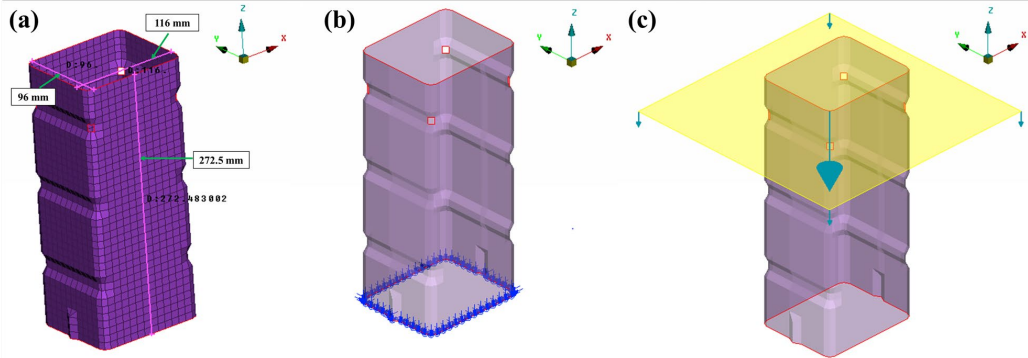 (a)
116 mm
D:96.
D:116.
96 mm
272.5 mm
D:272.483002
Z
Y
X
(b)
Z
Y
X
(c)
Z
Y
X